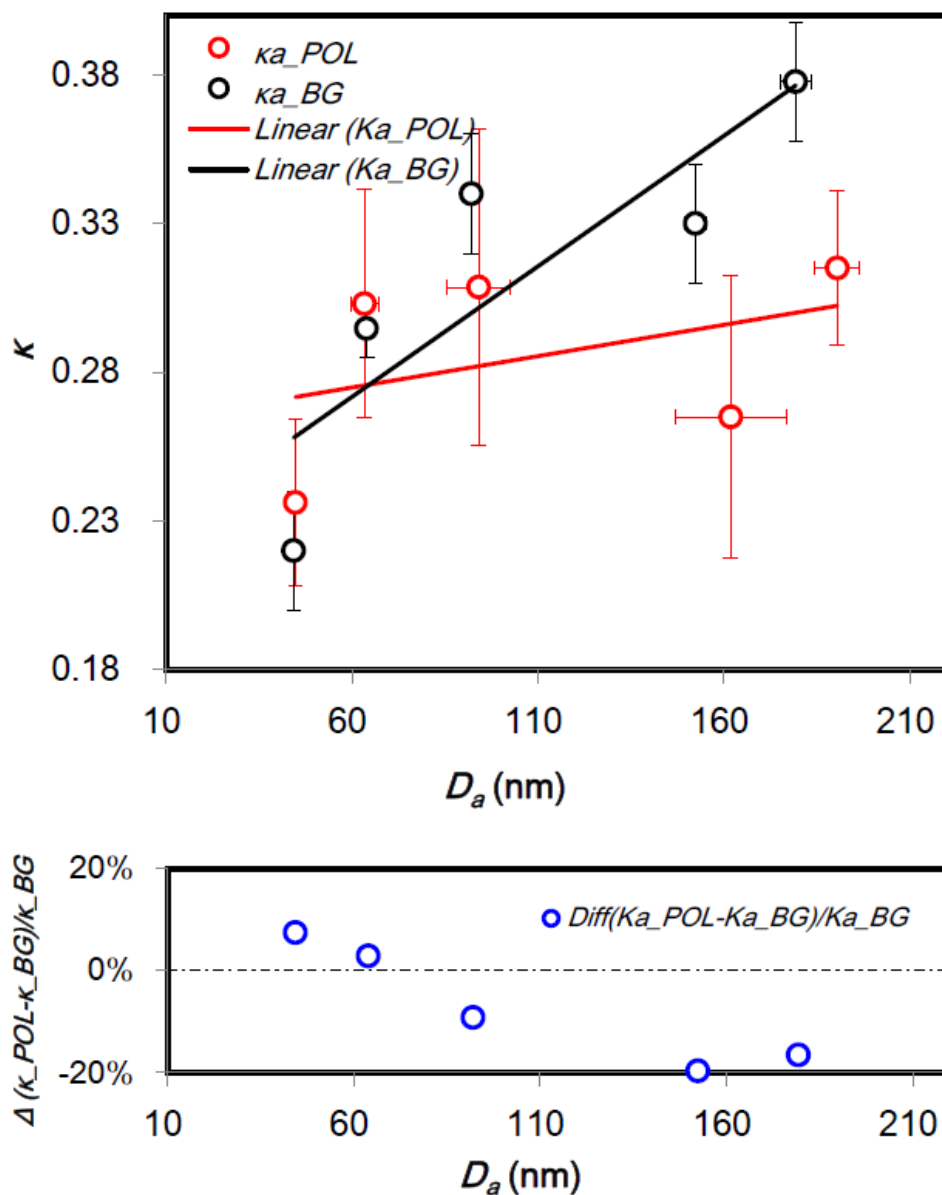 κa_POL
κa_BG
Linear (Ka_POL)
Linear (Ka_BG)
0.38
0.33
0.28
0.23
0.18
κ
10 60 110 160 210
Da (nm)
20%
0%
-20%
Diff(Ka_POL-Ka_BG)/Ka_BG
Δ (κ_POL-κ_BG)/κ_BG
10 60 110 160 210
Da (nm)